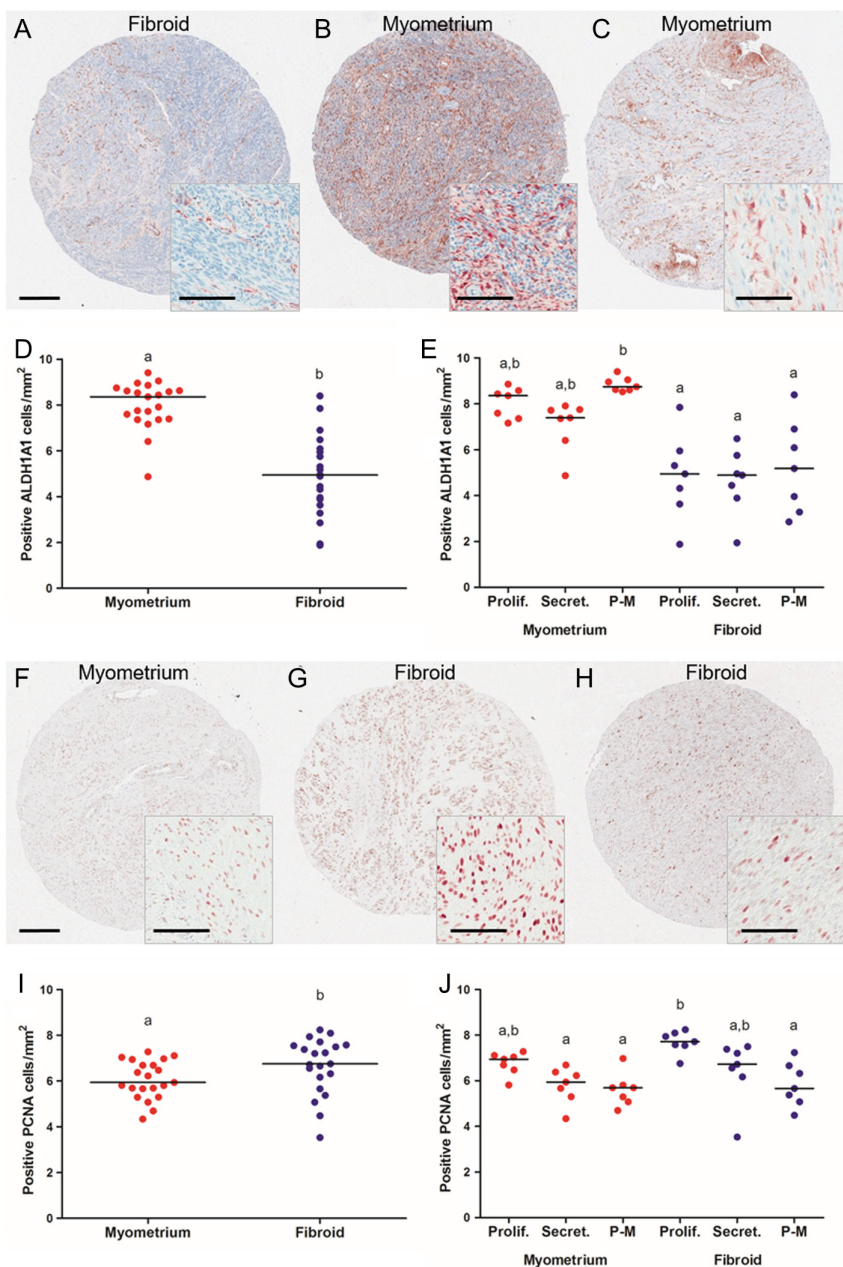 A Fibroid B Myometrium C Myometrium
D
a
b
10
8
6
4
2
0
Positive ALDH1A1 cells/mm²
Myometrium Fibroid
E
a,b a,b b a a a
10
8
6
4
2
0
Positive ALDH1A1 cells/mm²
Prolif. Secret. P-M Prolif. Secret. P-M
Myometrium Fibroid
F Myometrium G Fibroid H Fibroid
I
a
b
10
8
6
4
2
0
Positive PCNA cells/mm²
Myometrium Fibroid
J
a,b a a b a,b a
10
8
6
4
2
0
Positive PCNA cells/mm²
Prolif. Secret. P-M Prolif. Secret. P-M
Myometrium Fibroid